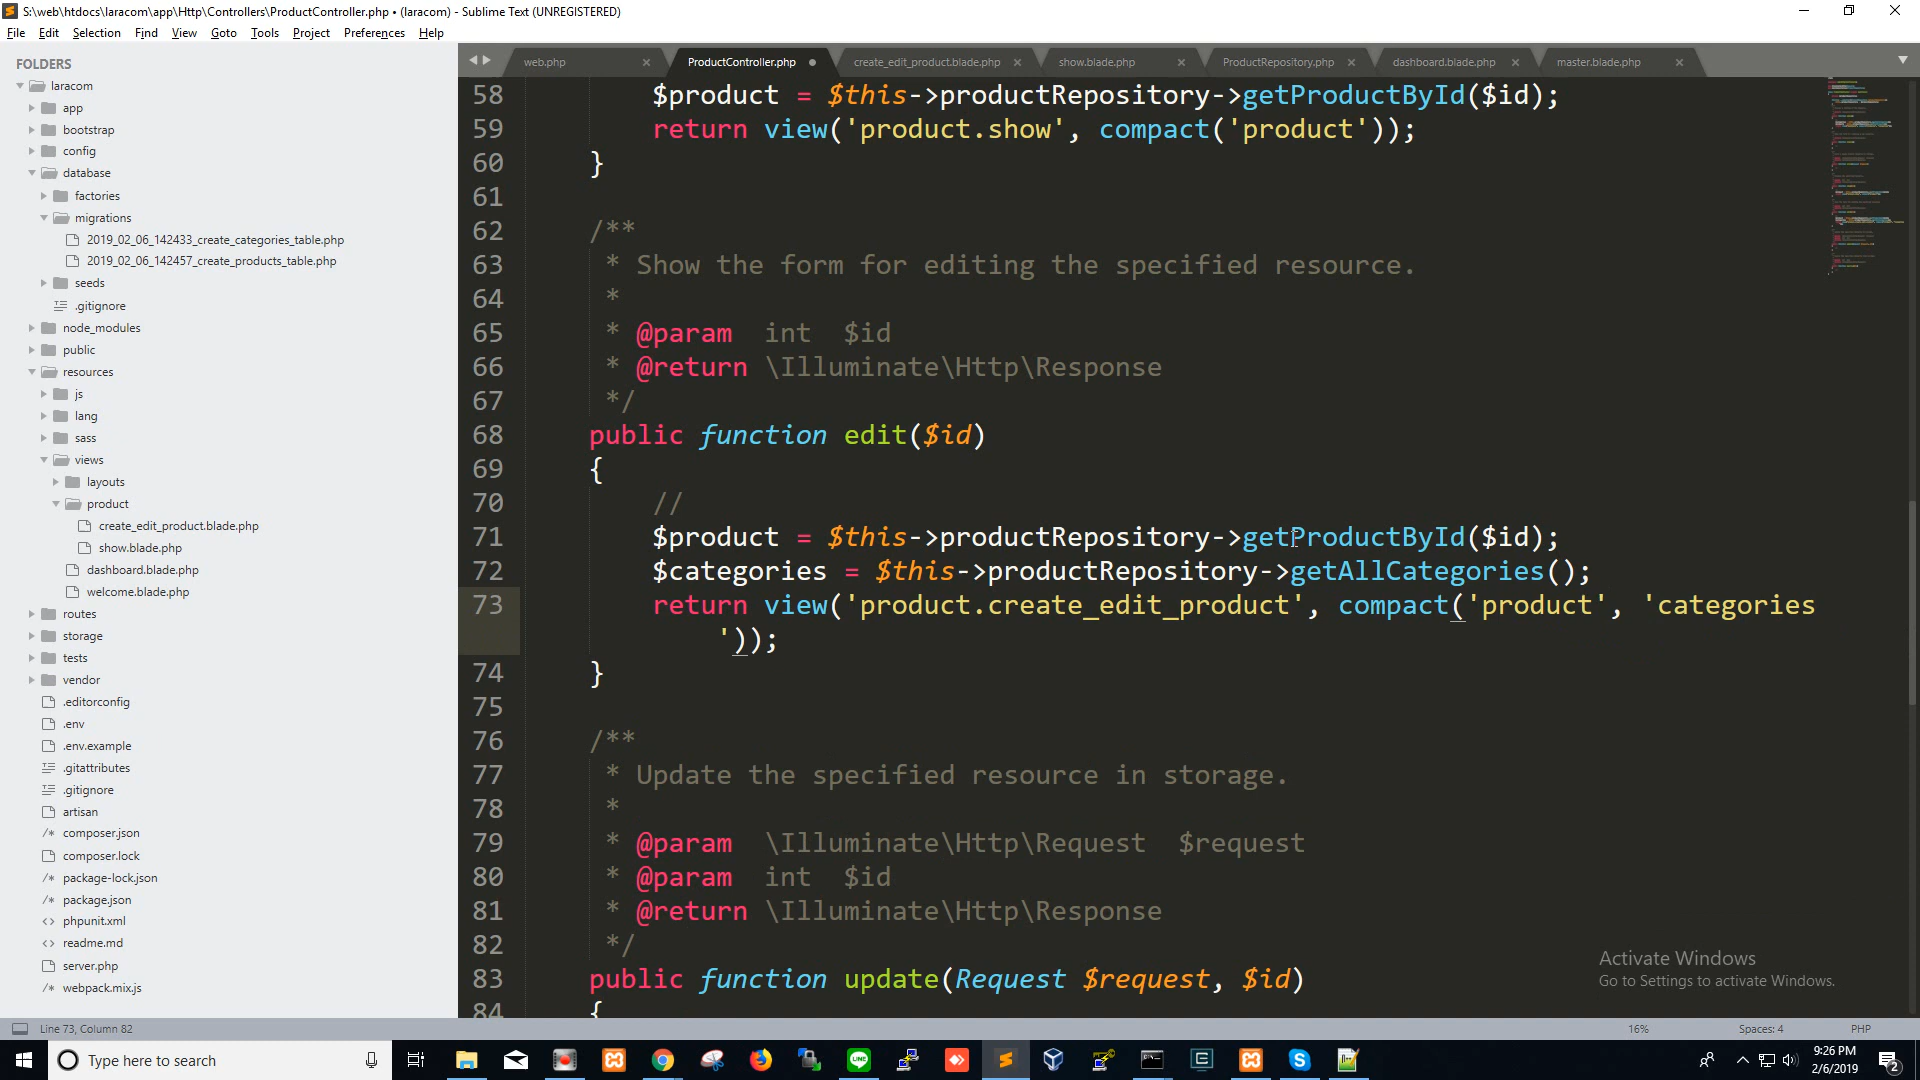 S:\web\htdocs\laracom\app\Http\Controllers\ProductController.php • (laracom) - Sublime Text (UNREGISTERED)
File Edit Selection Find View Goto Tools Project Preferences Help
FOLDERS
laracom
app
bootstrap
config
database
factories
migrations
2019_02_06_142433_create_categories_table.php
2019_02_06_142457_create_products_table.php
seeds
.gitignore
node_modules
public
resources
js
lang
sass
views
layouts
product
create_edit_product.blade.php
show.blade.php
dashboard.blade.php
welcome.blade.php
routes
storage
tests
vendor
.editorconfig
.env
.env.example
.gitattributes
.gitignore
artisan
composer.json
composer.lock
package-lock.json
package.json
phpunit.xml
readme.md
server.php
webpack.mix.js
web.php ProductController.php create_edit_product.blade.php show.blade.php ProductRepository.php dashboard.blade.php master.blade.php
58 $product = $this->productRepository->getProductById($id);
59 return view('product.show', compact('product'));
60 }
61
62 /**
63 * Show the form for editing the specified resource.
64 *
65 * @param int $id
66 * @return \Illuminate\Http\Response
67 */
68 public function edit($id)
69 {
70 //
71 $product = $this->productRepository->getProductById($id);
72 $categories = $this->productRepository->getAllCategories();
73 return view('product.create_edit_product', compact('product', 'categories
'));
74 }
75
76 /**
77 * Update the specified resource in storage.
78 *
79 * @param \Illuminate\Http\Request $request
80 * @param int $id
81 * @return \Illuminate\Http\Response
82 */
83 public function update(Request $request, $id)
84 {
Activate Windows
Go to Settings to activate Windows.
Line 73, Column 82 16% Spaces: 4 PHP
Type here to search
9:26 PM
2/6/2019
2